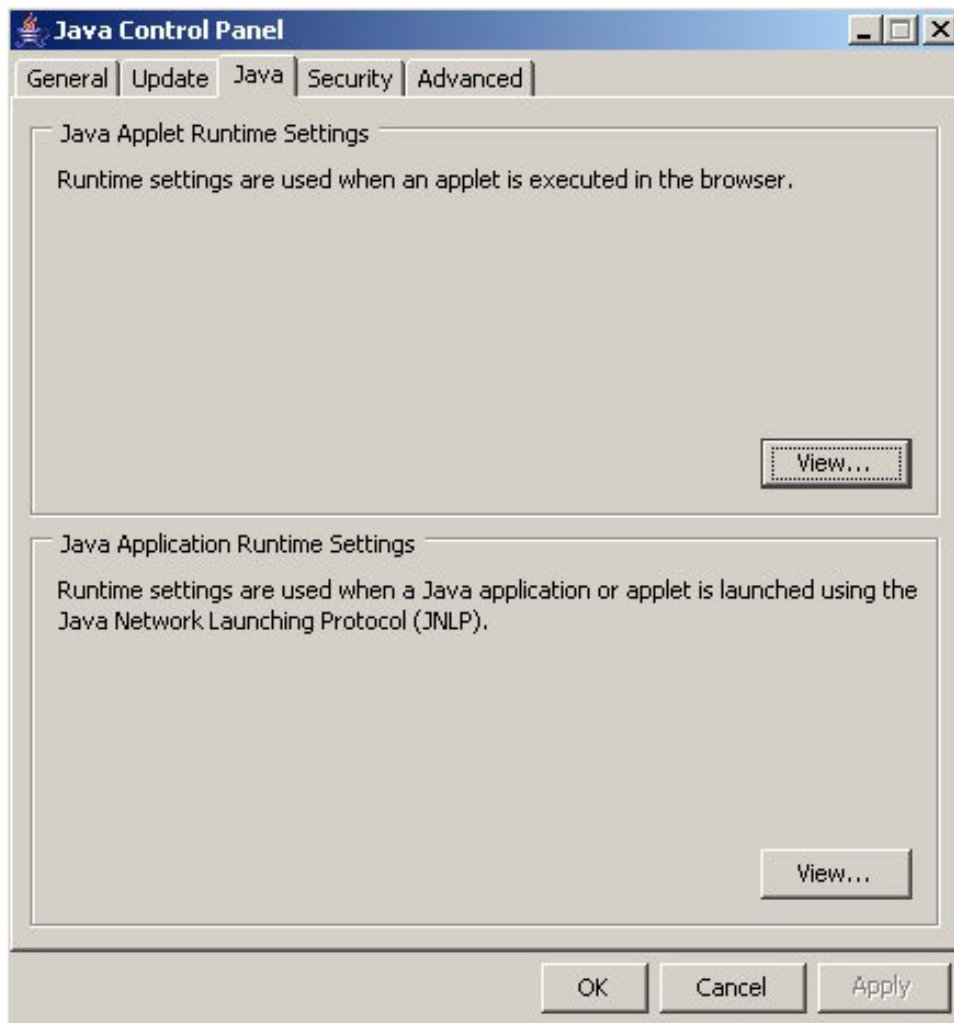 Java Control Panel
General Update Java Security Advanced
Java Applet Runtime Settings
Runtime settings are used when an applet is executed in the browser.
View...
Java Application Runtime Settings
Runtime settings are used when a Java application or applet is launched using the
Java Network Launching Protocol (JNLP).
View...
OK Cancel Apply